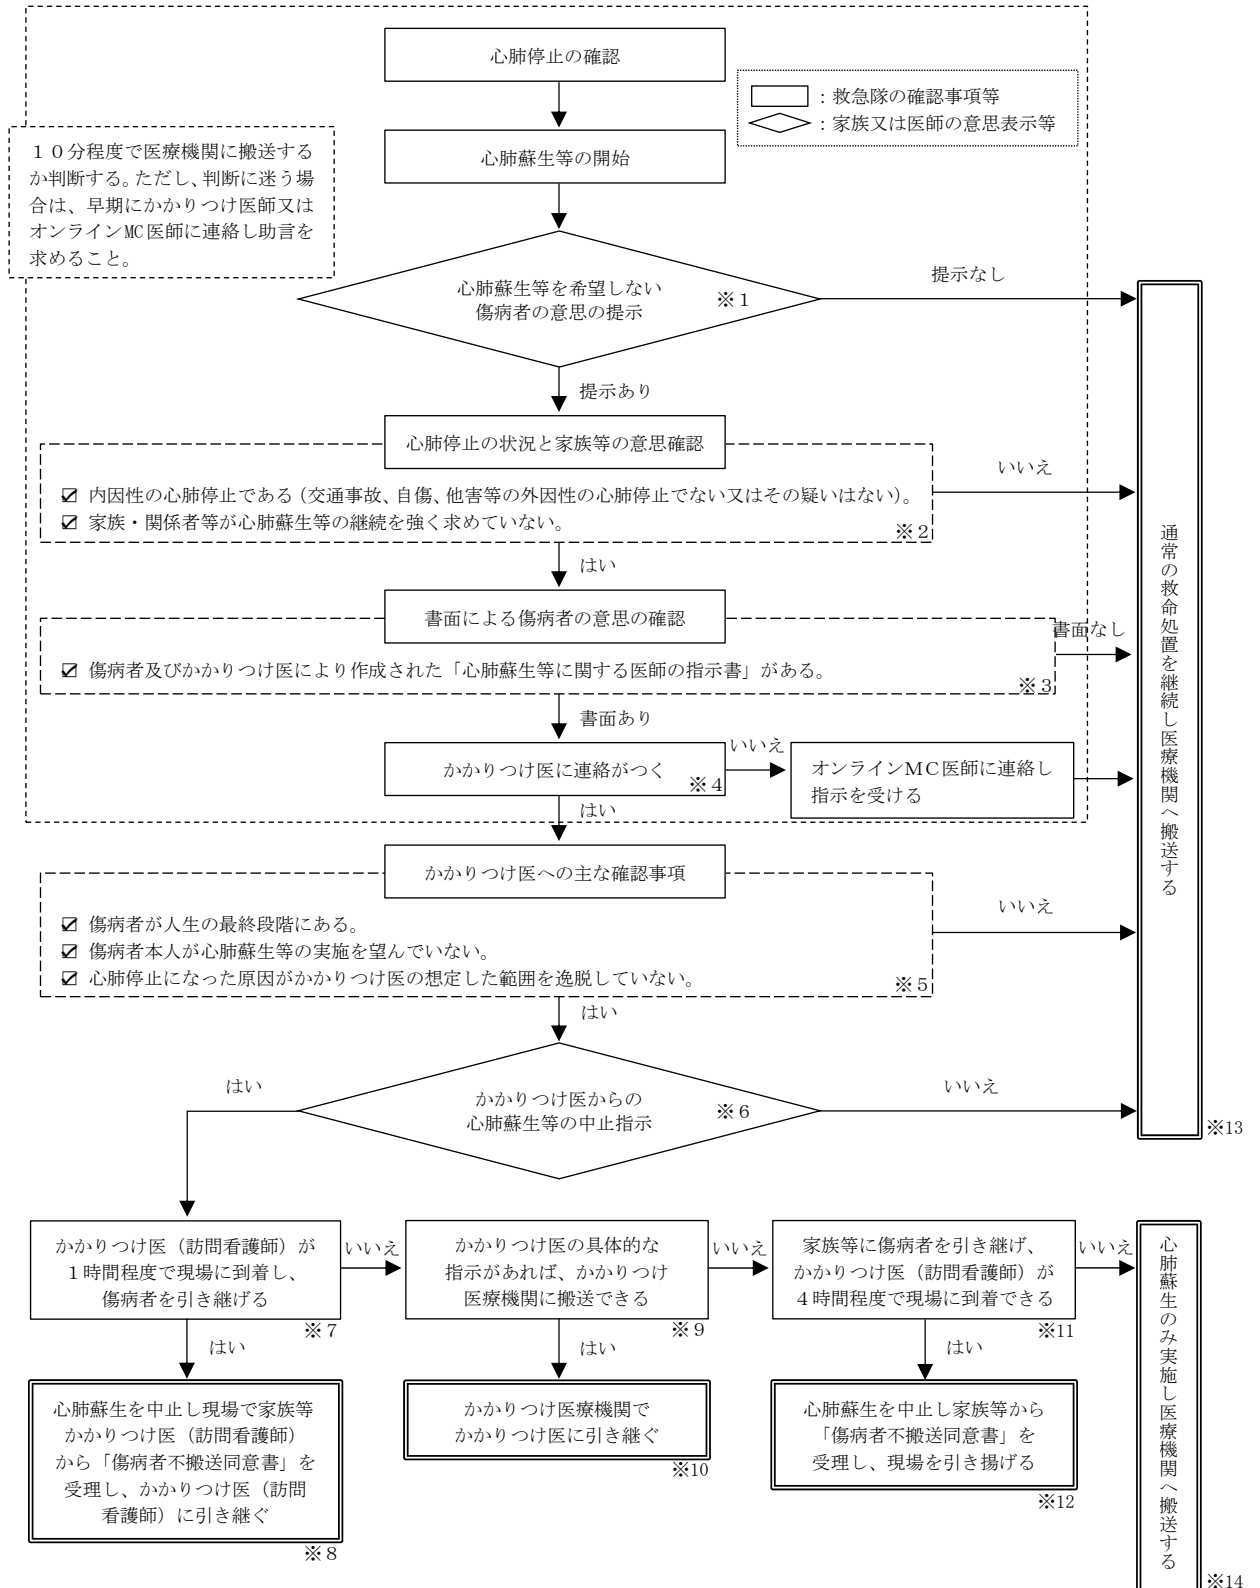 心肺停止の確認
：救急隊の確認事項等
：家族又は医師の意思表示等
１０分程度で医療機関に搬送する
か判断する。ただし、判断に迷う場
合は、早期にかかりつけ医師又は
オンラインMC医師に連絡し助言を
求めること。
心肺蘇生等の開始
心肺蘇生等を希望しない
傷病者の意思の提示
※１
提示なし
提示あり
心肺停止の状況と家族等の意思確認
☑ 内因性の心肺停止である（交通事故、自傷、他害等の外因性の心肺停止でない又はその疑いはない）。
☑ 家族・関係者等が心肺蘇生等の継続を強く求めていない。
※２
いいえ
はい
書面による傷病者の意思の確認
☑ 傷病者及びかかりつけ医により作成された「心肺蘇生等に関する医師の指示書」がある。
※３
書面なし
書面あり
かかりつけ医に連絡がつく
※４
いいえ
オンラインＭＣ医師に連絡し
指示を受ける
はい
かかりつけ医への主な確認事項
☑ 傷病者が人生の最終段階にある。
☑ 傷病者本人が心肺蘇生等の実施を望んでいない。
☑ 心肺停止になった原因がかかりつけ医の想定した範囲を逸脱していない。
※５
いいえ
はい
かかりつけ医からの
心肺蘇生等の中止指示
※６
はい
いいえ
通常の救命処置を継続し医療機関へ搬送する
※13
かかりつけ医（訪問看護師）が
１時間程度で現場に到着し、
傷病者を引き継げる
※７
いいえ
かかりつけ医の具体的な
指示があれば、かかりつけ
医療機関に搬送できる
※９
いいえ
家族等に傷病者を引き継げ、
かかりつけ医（訪問看護師）が
４時間程度で現場に到着できる
※11
いいえ
はい
はい
はい
心肺蘇生を中止し現場で家族等
かかりつけ医（訪問看護師）
から「傷病者不搬送同意書」を
受理し、かかりつけ医（訪問
看護師）に引き継ぐ
※８
かかりつけ医療機関で
かかりつけ医に引き継ぐ
※10
心肺蘇生を中止し家族等から
「傷病者不搬送同意書」を
受理し、現場を引き揚げる
※12
心肺蘇生のみ実施し医療機関へ搬送する
※14